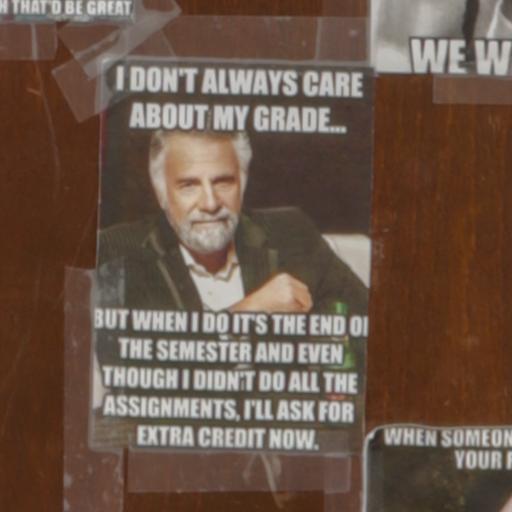 THAT'D BE GREAT
WE W
I DON'T ALWAYS CARE
ABOUT MY GRADE...
BUT WHEN I DO IT'S THE END OF
THE SEMESTER AND EVEN
THOUGH I DIDN'T DO ALL THE
ASSIGNMENTS, I'LL ASK FOR
EXTRA CREDIT NOW.
WHEN SOMEON
YOUR